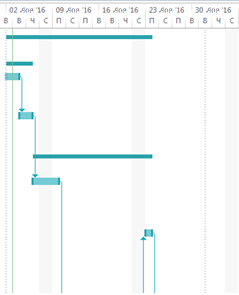 02 Апр '16 09 Апр '16 16 Апр '16 23 Апр '16 30 Апр '16
В В Ч С П В В Ч С П В В Ч С П В